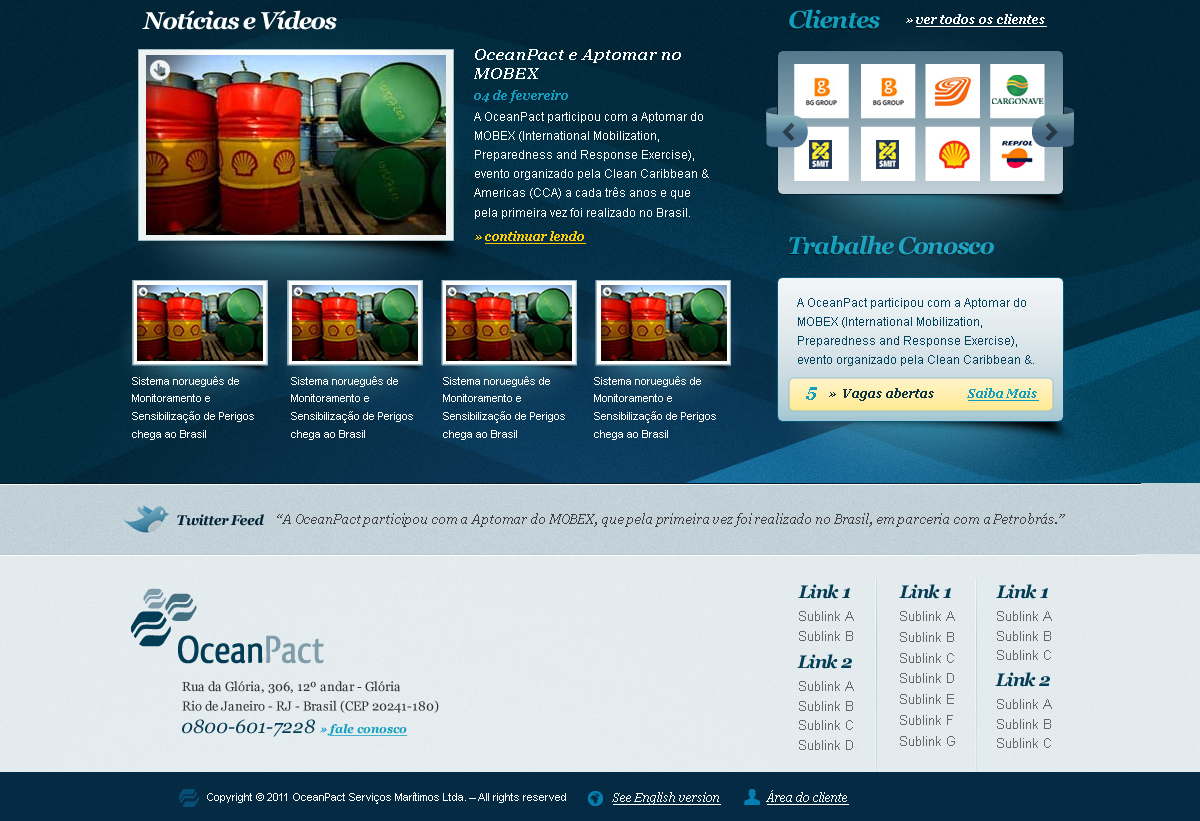 Notícias e Vídeos
OceanPact e Aptomar no
MOBEX
04 de fevereiro
A OceanPact participou com a Aptomar do
MOBEX (International Mobilization,
Preparedness and Response Exercise),
evento organizado pela Clean Caribbean &
Americas (CCA) a cada três anos e que
pela primeira vez foi realizado no Brasil.
» continuar lendo
Sistema norueguês de
Monitoramento e
Sensibilização de Perigos
chega ao Brasil
Sistema norueguês de
Monitoramento e
Sensibilização de Perigos
chega ao Brasil
Sistema norueguês de
Monitoramento e
Sensibilização de Perigos
chega ao Brasil
Sistema norueguês de
Monitoramento e
Sensibilização de Perigos
chega ao Brasil
Clientes » ver todos os clientes
BG GROUP BG GROUP CARGONAVE
SMIT SMIT REPSOL
Trabalhe Conosco
A OceanPact participou com a Aptomar do
MOBEX (International Mobilization,
Preparedness and Response Exercise),
evento organizado pela Clean Caribbean &.
5 » Vagas abertas Saiba Mais
Twitter Feed “A OceanPact participou com a Aptomar do MOBEX, que pela primeira vez foi realizado no Brasil, em parceria com a Petrobrás.”
OceanPact
Rua da Glória, 306, 12º andar - Glória
Rio de Janeiro - RJ - Brasil (CEP 20241-180)
0800-601-7228 » fale conosco
Link 1
Sublink A
Sublink B
Link 2
Sublink A
Sublink B
Sublink C
Sublink D
Link 1
Sublink A
Sublink B
Sublink C
Sublink D
Sublink E
Sublink F
Sublink G
Link 1
Sublink A
Sublink B
Sublink C
Link 2
Sublink A
Sublink B
Sublink C
Copyright © 2011 OceanPact Serviços Marítimos Ltda. – All rights reserved See English version Área do cliente